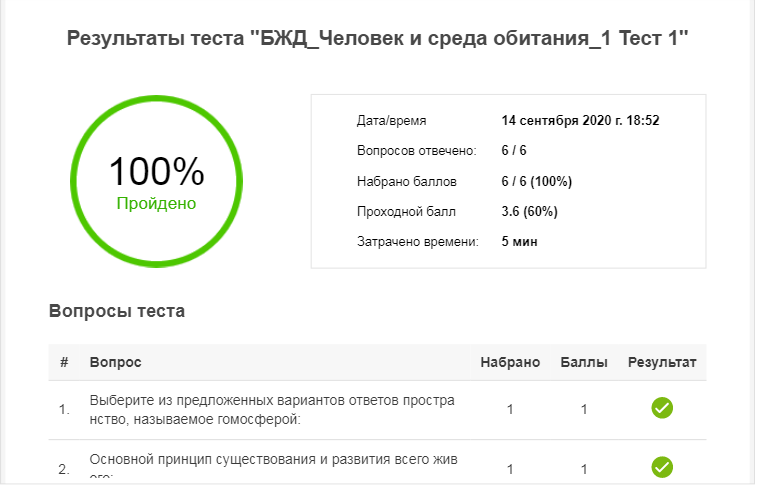 Результаты теста "БЖД_Человек и среда обитания_1 Тест 1"
100%
Пройдено
Дата/время 14 сентября 2020 г. 18:52
Вопросов отвечено: 6 / 6
Набрано баллов 6 / 6 (100%)
Проходной балл 3.6 (60%)
Затрачено времени: 5 мин
Вопросы теста
# Вопрос Набрано Баллы Результат
1. Выберите из предложенных вариантов ответов простра
нство, называемое гомосферой: 1 1
2. Основной принцип существования и развития всего жив 1 1
ого: